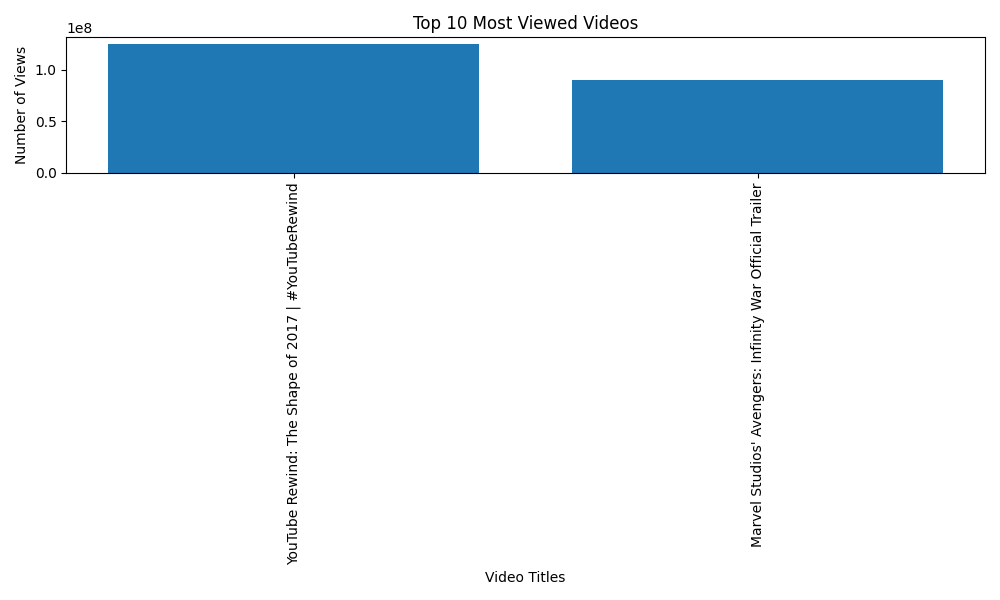 Top 10 Most Viewed Videos
1e8
Number of Views
1.0
0.5
0.0
YouTube Rewind: The Shape of 2017 | #YouTubeRewind
Marvel Studios' Avengers: Infinity War Official Trailer
Video Titles